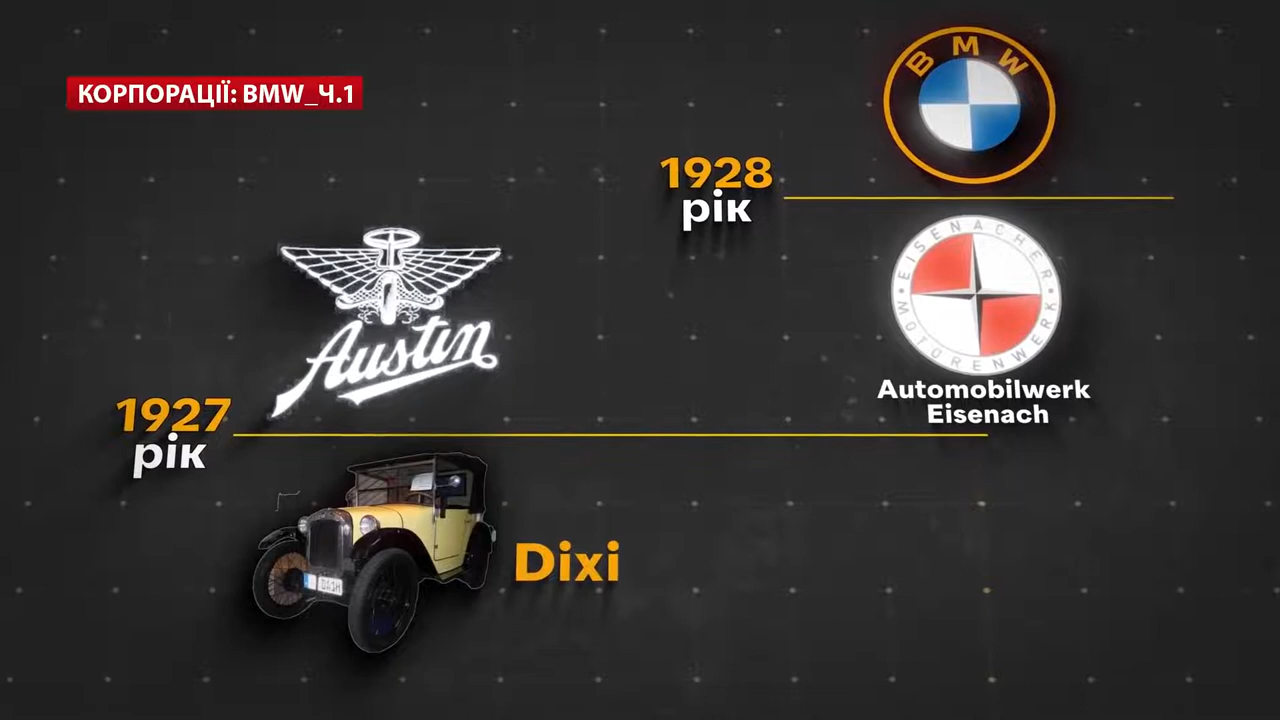 КОРПОРАЦІЇ: BMW_Ч.1
BMW
1928
рік
EISENACHER MOTORENWERK
Automobilwerk
Eisenach
Austin
1927
рік
Dixi